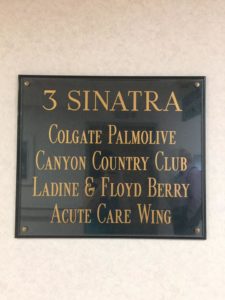 3 SINATRA
COLGATE PALMOLIVE
CANYON COUNTRY CLUB
LADINE & FLOYD BERRY
ACUTE CARE WING